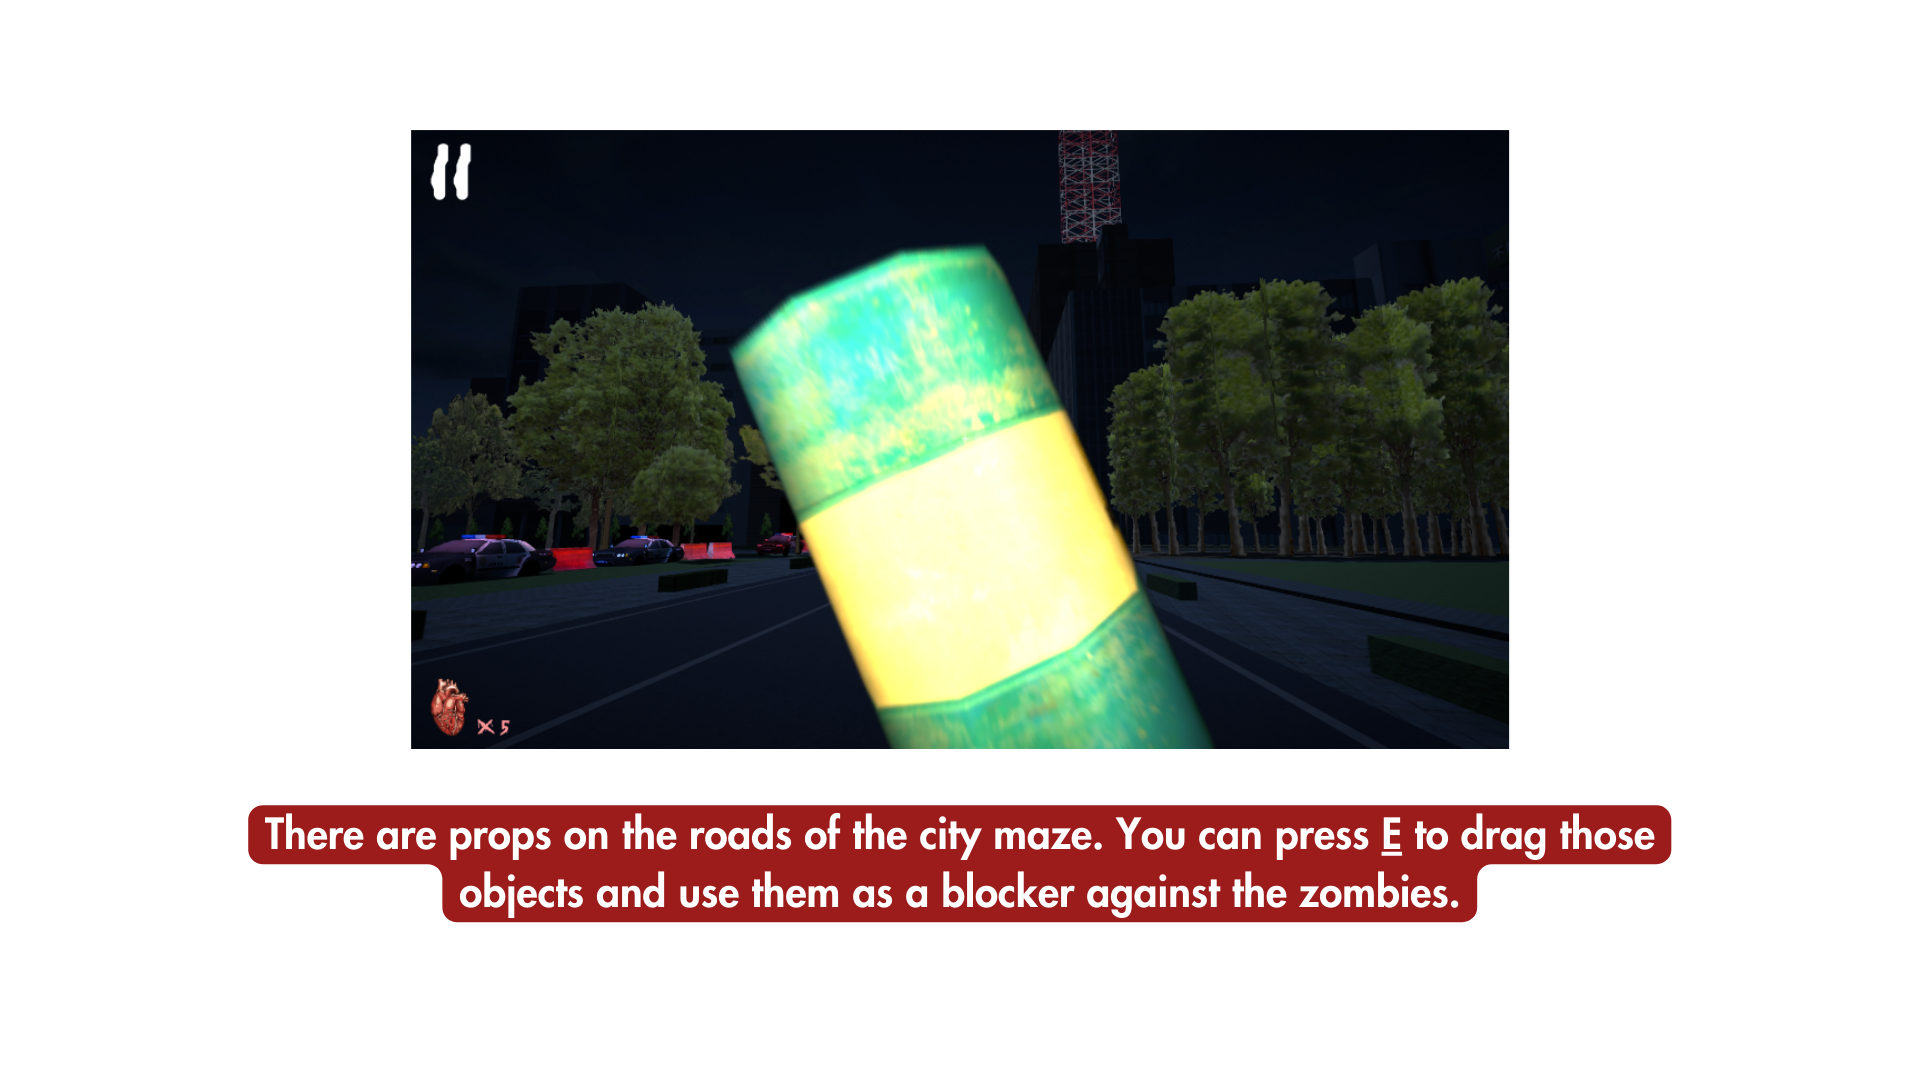 × 5
There are props on the roads of the city maze. You can press E to drag those
objects and use them as a blocker against the zombies.